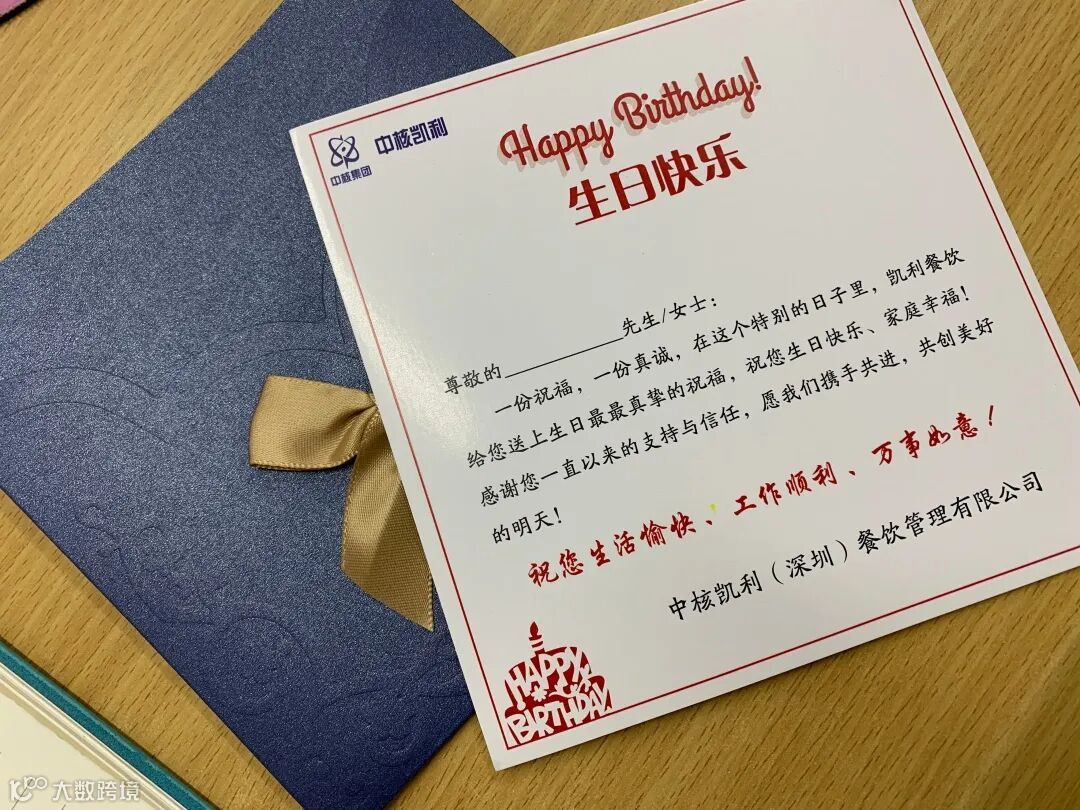 中核集团
中核凯利
Happy Birthday!
生日快乐
尊敬的__________先生/女士：
一份祝福，一份真诚，在这个特别的日子里，凯利餐饮
给您送上生日最最真挚的祝福，祝您生日快乐、家庭幸福！
感谢您一直以来的支持与信任，愿我们携手共进，共创美好
的明天！
祝您生活愉快、工作顺利、万事如意！
中核凯利（深圳）餐饮管理有限公司
HAPPY
BIRTHDAY
大数跨境